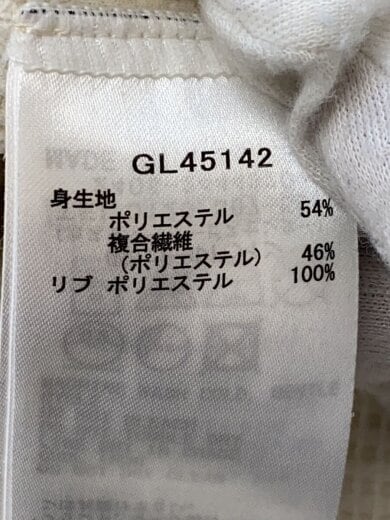 GL45142
身生地
ポリエステル 54%
複合繊維
(ポリエステル) 46%
リブ ポリエステル 100%